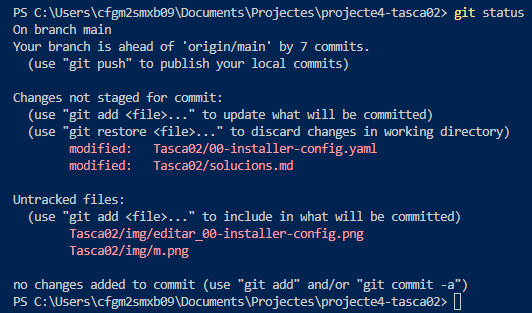 PS C:\Users\cfgm2smxb09\Documents\Projectes\projecte4-tasca02> git status
On branch main
Your branch is ahead of 'origin/main' by 7 commits.
  (use "git push" to publish your local commits)

Changes not staged for commit:
  (use "git add <file>..." to update what will be committed)
  (use "git restore <file>..." to discard changes in working directory)
        modified:   Tasca02/00-installer-config.yaml
        modified:   Tasca02/solucions.md

Untracked files:
  (use "git add <file>..." to include in what will be committed)
        Tasca02/img/editar_00-installer-config.png
        Tasca02/img/m.png

no changes added to commit (use "git add" and/or "git commit -a")
PS C:\Users\cfgm2smxb09\Documents\Projectes\projecte4-tasca02>